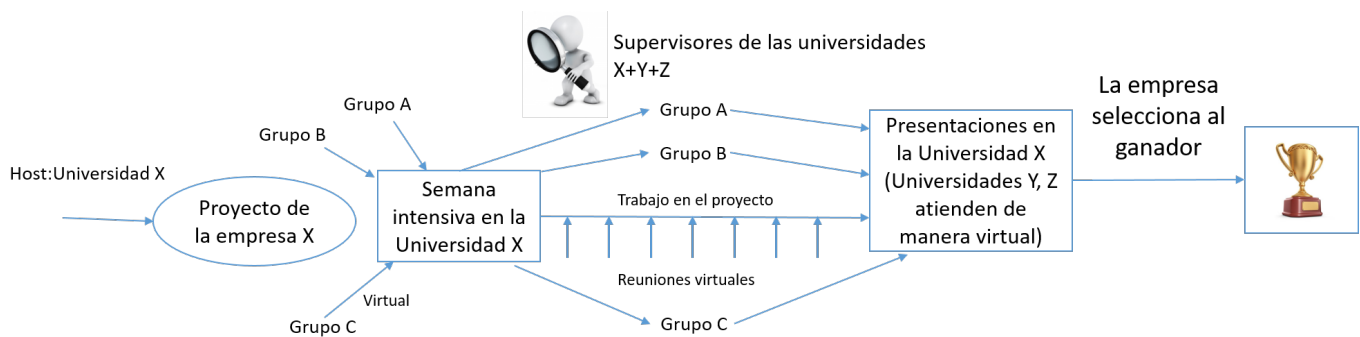 Host:Universidad X
Proyecto de
la empresa X
Grupo A
Grupo B
Grupo C
Virtual
Semana
intensiva en la
Universidad X
Supervisores de las universidades
X+Y+Z
Grupo A
Grupo B
Trabajo en el proyecto
Reuniones virtuales
Grupo C
Presentaciones en
la Universidad X
(Universidades Y, Z
atienden de
manera virtual)
La empresa
selecciona al
ganador